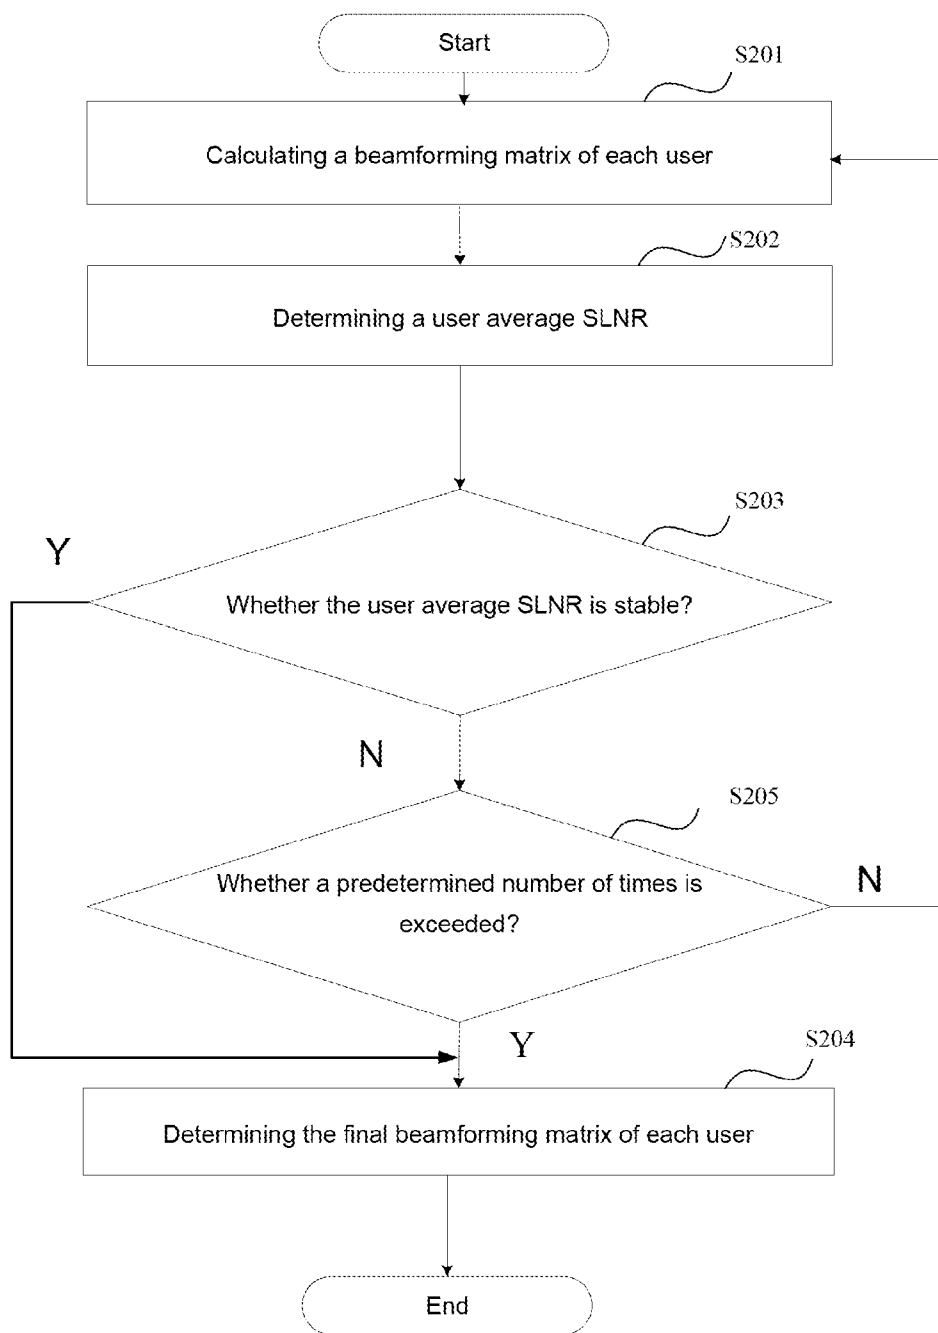 Start
S201
Calculating a beamforming matrix of each user
S202
Determining a user average SLNR
S203
Y
Whether the user average SLNR is stable?
N
S205
Whether a predetermined number of times is
exceeded?
N
Y
S204
Determining the final beamforming matrix of each user
End